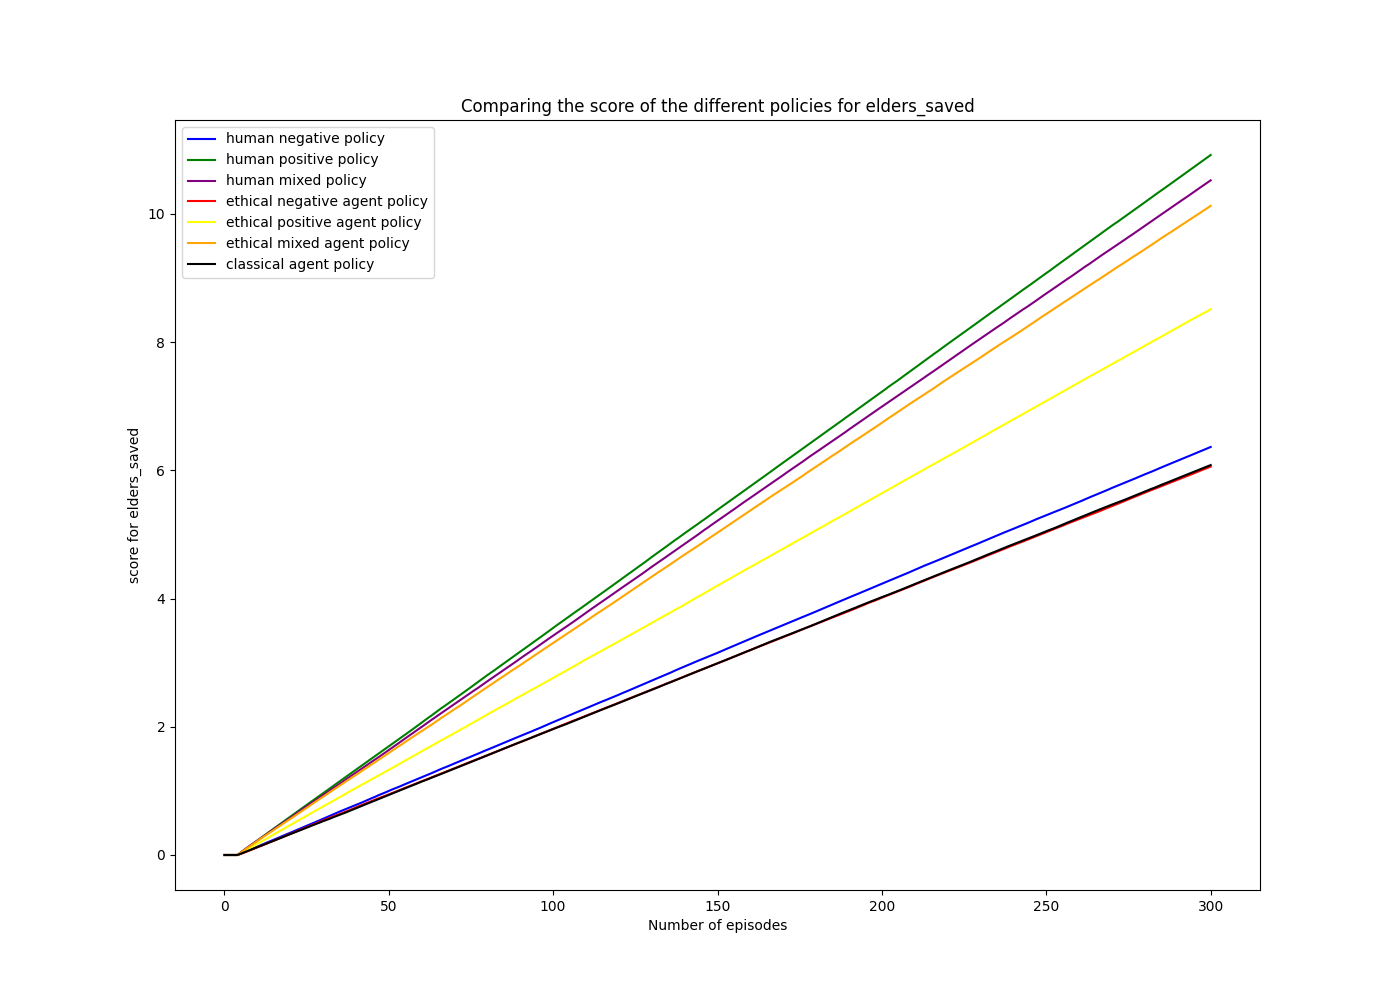 Comparing the score of the different policies for elders_saved
human negative policy
human positive policy
human mixed policy
ethical negative agent policy
ethical positive agent policy
ethical mixed agent policy
classical agent policy
10
8
6
4
2
0
score for elders_saved
0 50 100 150 200 250 300
Number of episodes